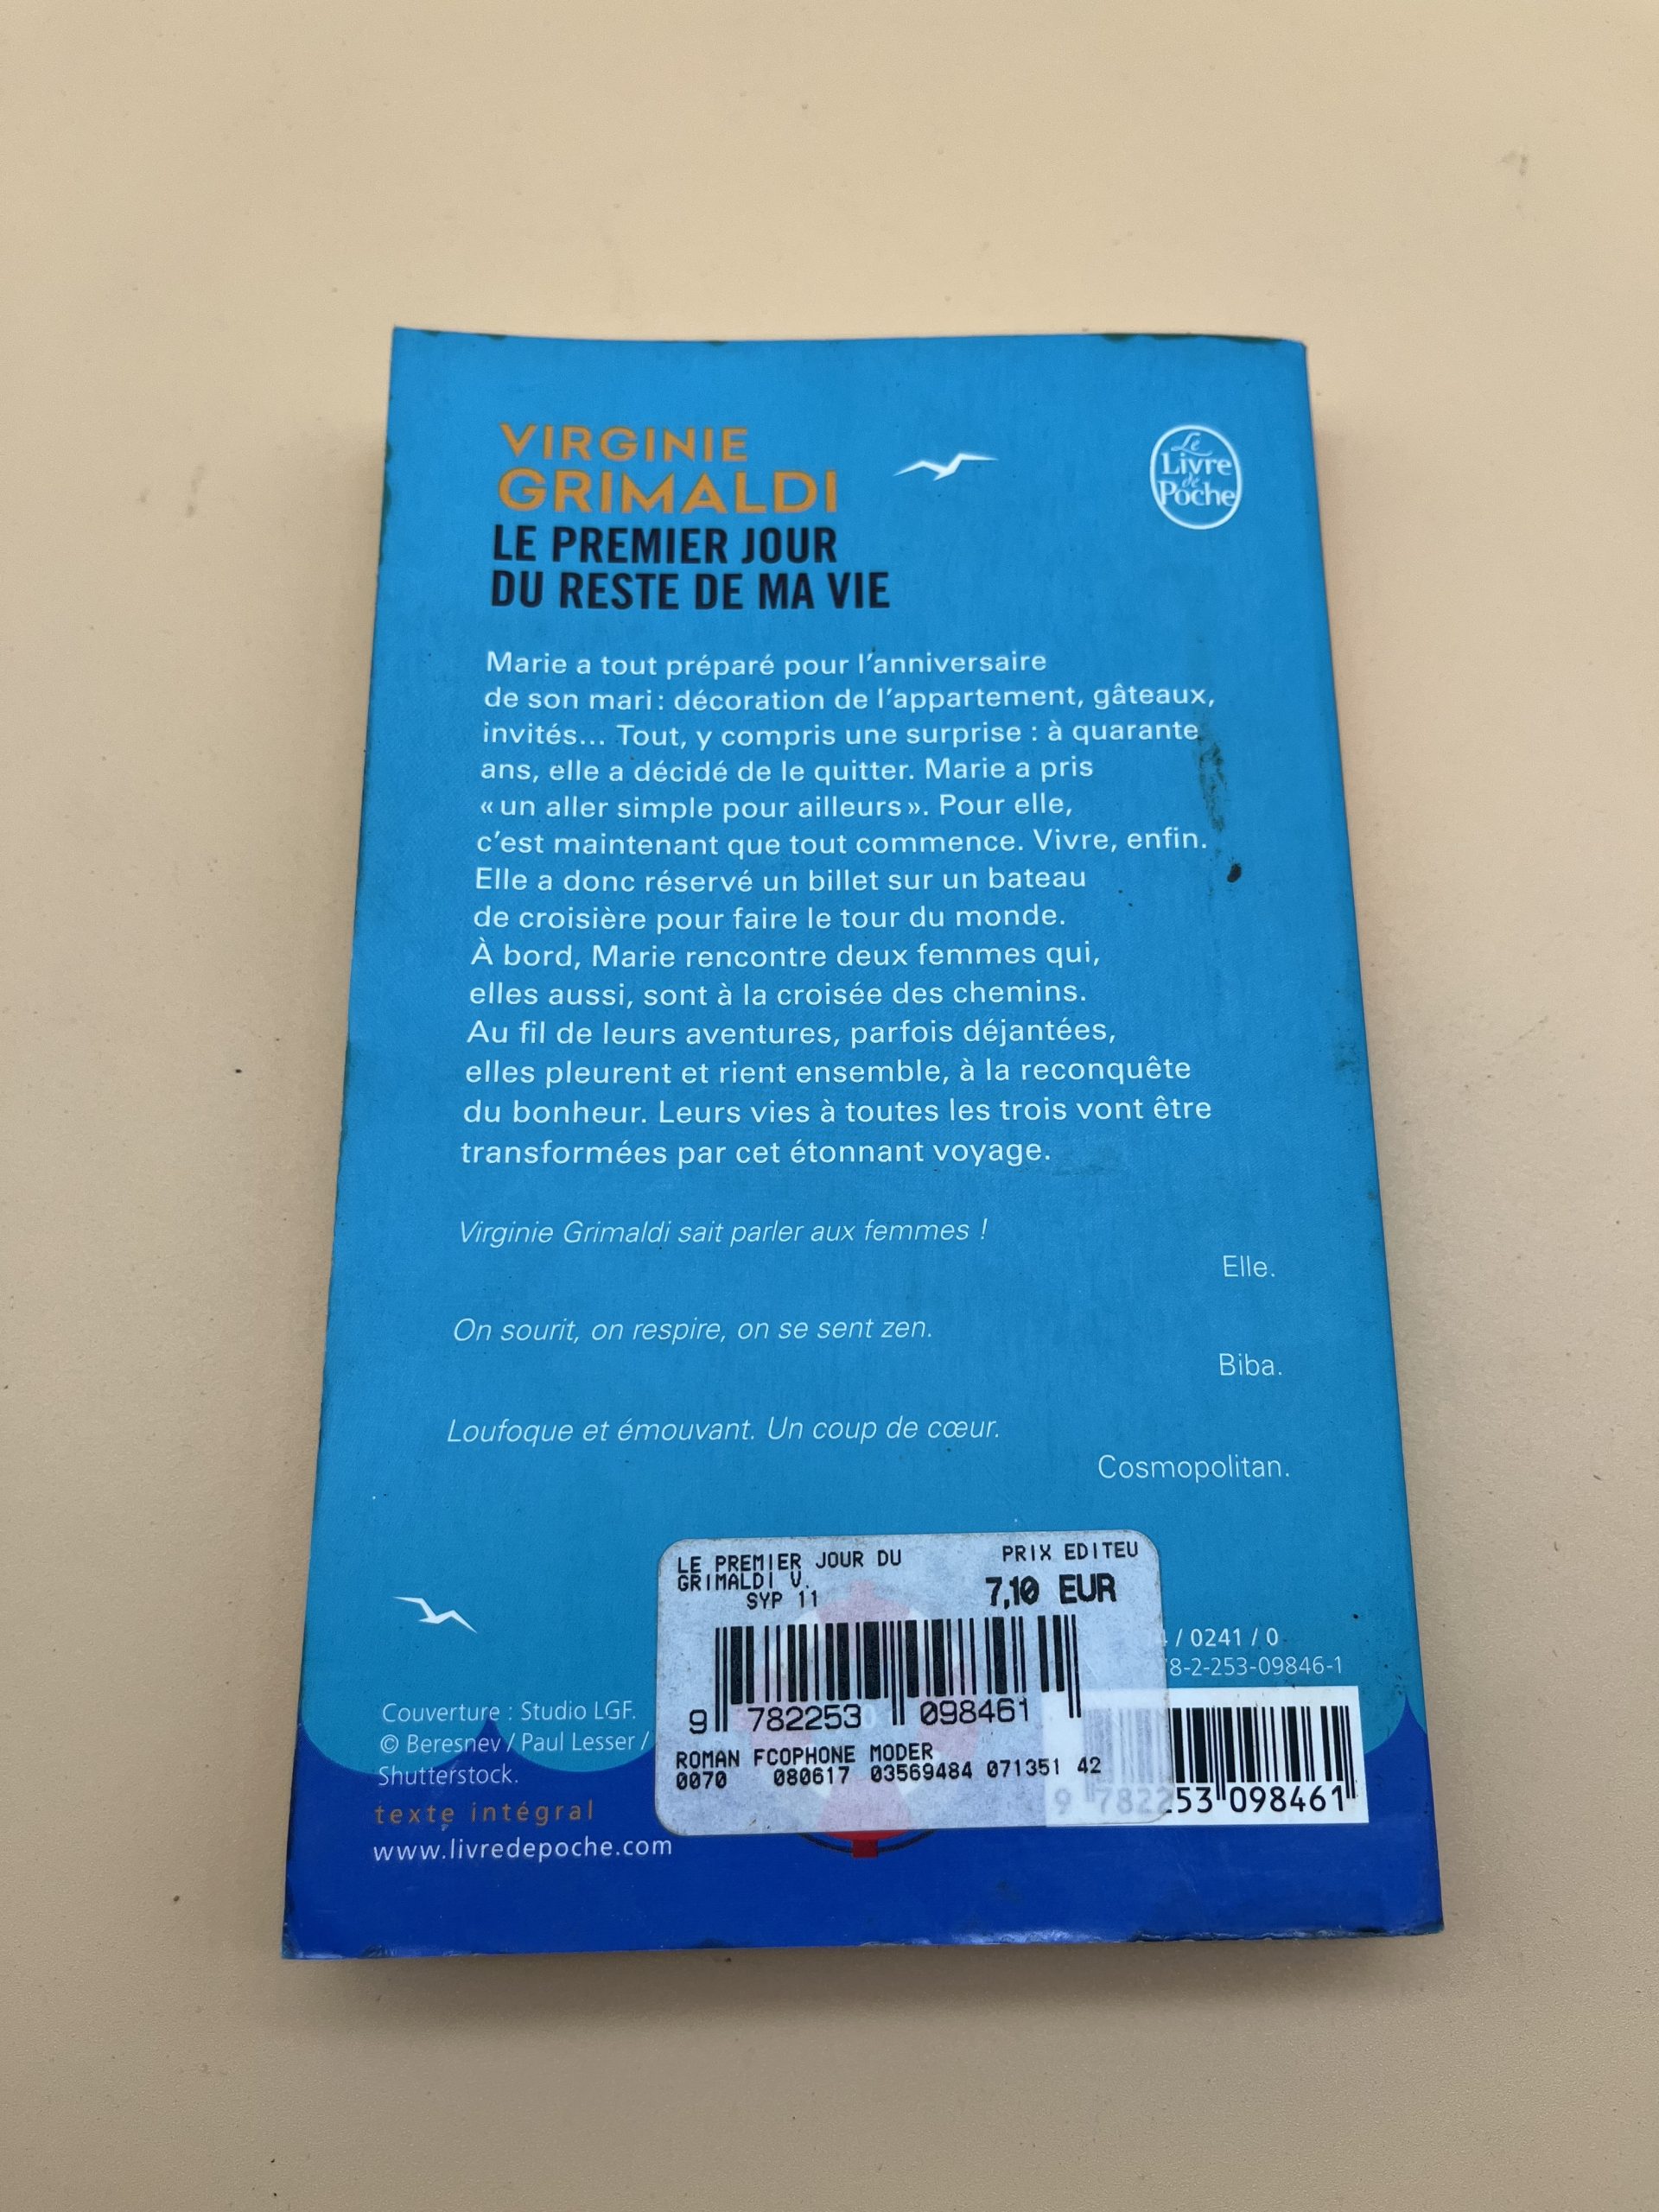 VIRGINIE
GRIMALDI
LE PREMIER JOUR
DU RESTE DE MA VIE
Le
Livre
de
Poche
Marie a tout préparé pour l'anniversaire
de son mari : décoration de l'appartement, gâteaux,
invités... Tout, y compris une surprise : à quarante
ans, elle a décidé de le quitter. Marie a pris
« un aller simple pour ailleurs ». Pour elle,
c'est maintenant que tout commence. Vivre, enfin.
Elle a donc réservé un billet sur un bateau
de croisière pour faire le tour du monde.
À bord, Marie rencontre deux femmes qui,
elles aussi, sont à la croisée des chemins.
Au fil de leurs aventures, parfois déjantées,
elles pleurent et rient ensemble, à la reconquête
du bonheur. Leurs vies à toutes les trois vont être
transformées par cet étonnant voyage.
Virginie Grimaldi sait parler aux femmes !
Elle.
On sourit, on respire, on se sent zen.
Biba.
Loufoque et émouvant. Un coup de cœur.
Cosmopolitan.
LE PREMIER JOUR DU PRIX EDITEU
GRIMALDI V. 7,10 EUR
SYP 11
9 782253 098461
ROMAN FCOPHONE MODER
0070 080617 03569484 071351 42
/ 0241 / 0
8-2-253-09846-1
9 782253 098461
Couverture : Studio LGF.
© Beresnev / Paul Lesser /
Shutterstock.
texte intégral
www.livredepoche.com